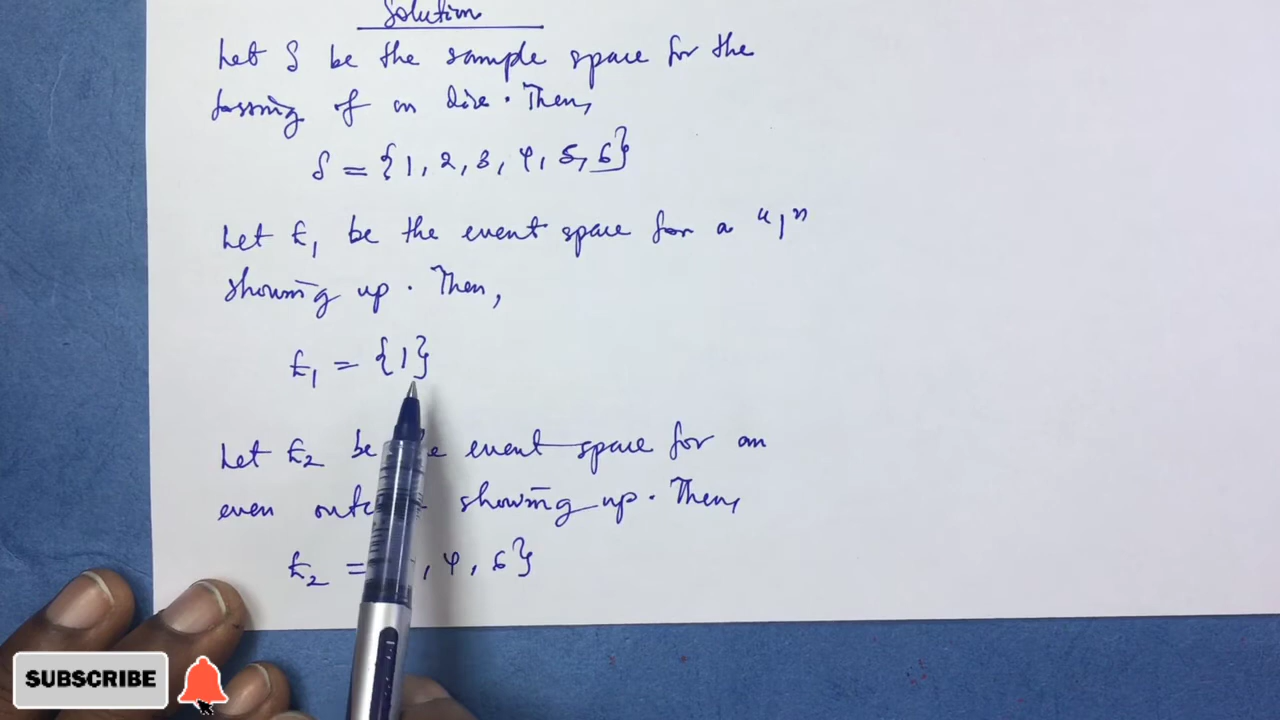 Solution
Let S be the sample space for the
tossing of an dice. Then,
S = {1, 2, 3, 4, 5, 6}
Let E₁ be the event space for a "1"
showing up. Then,
E₁ = {1}
Let E₂ be event space for an
even showing up. Then,
E₂ = , 4, 6}
SUBSCRIBE